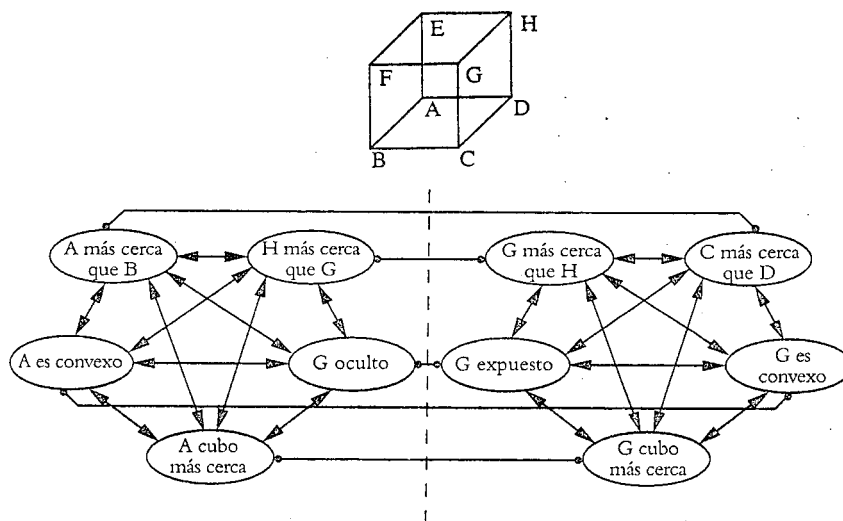 E
H
F
G
A
D
B
C
A más cerca
que B
H más cerca
que G
G más cerca
que H
C más cerca
que D
A es convexo
G oculto
G expuesto
G es
convexo
A cubo
más cerca
G cubo
más cerca